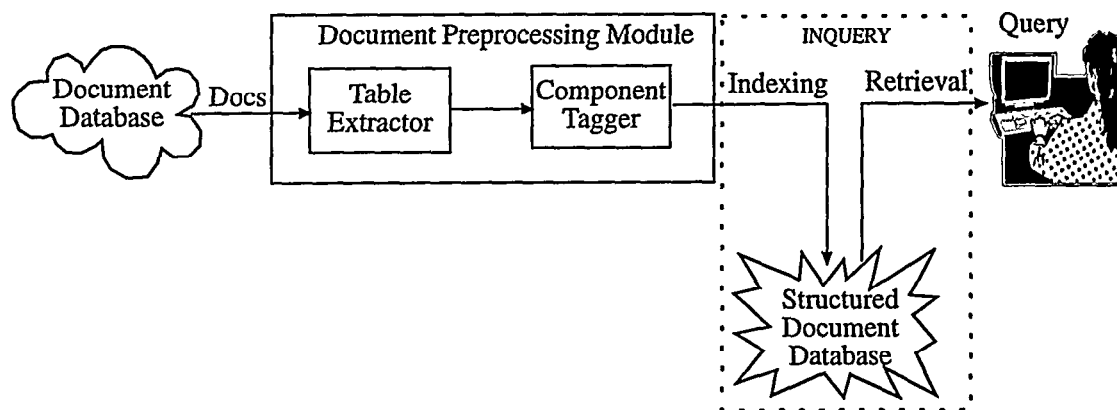 Document Preprocessing Module
INQUERY
Query
Document
Database
Docs
Table
Extractor
Component
Tagger
Indexing
Retrieval
Structured
Document
Database